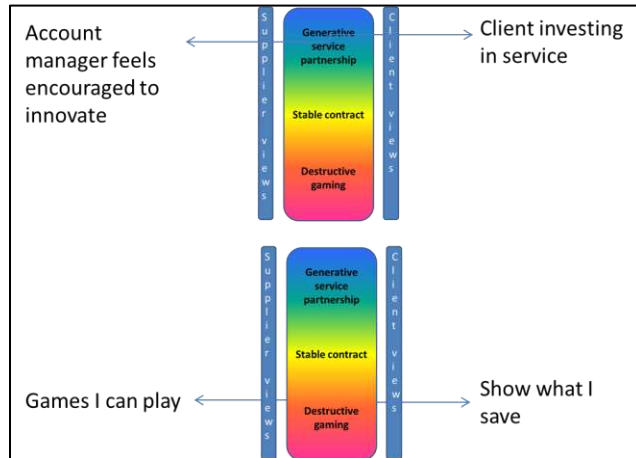 Account
manager feels
encouraged to
innovate
Supplier views
Generative
service
partnership
Stable contract
Destructive
gaming
Client views
Client investing
in service
Games I can play
Supplier views
Generative
service
partnership
Stable contract
Destructive
gaming
Client views
Show what I
save